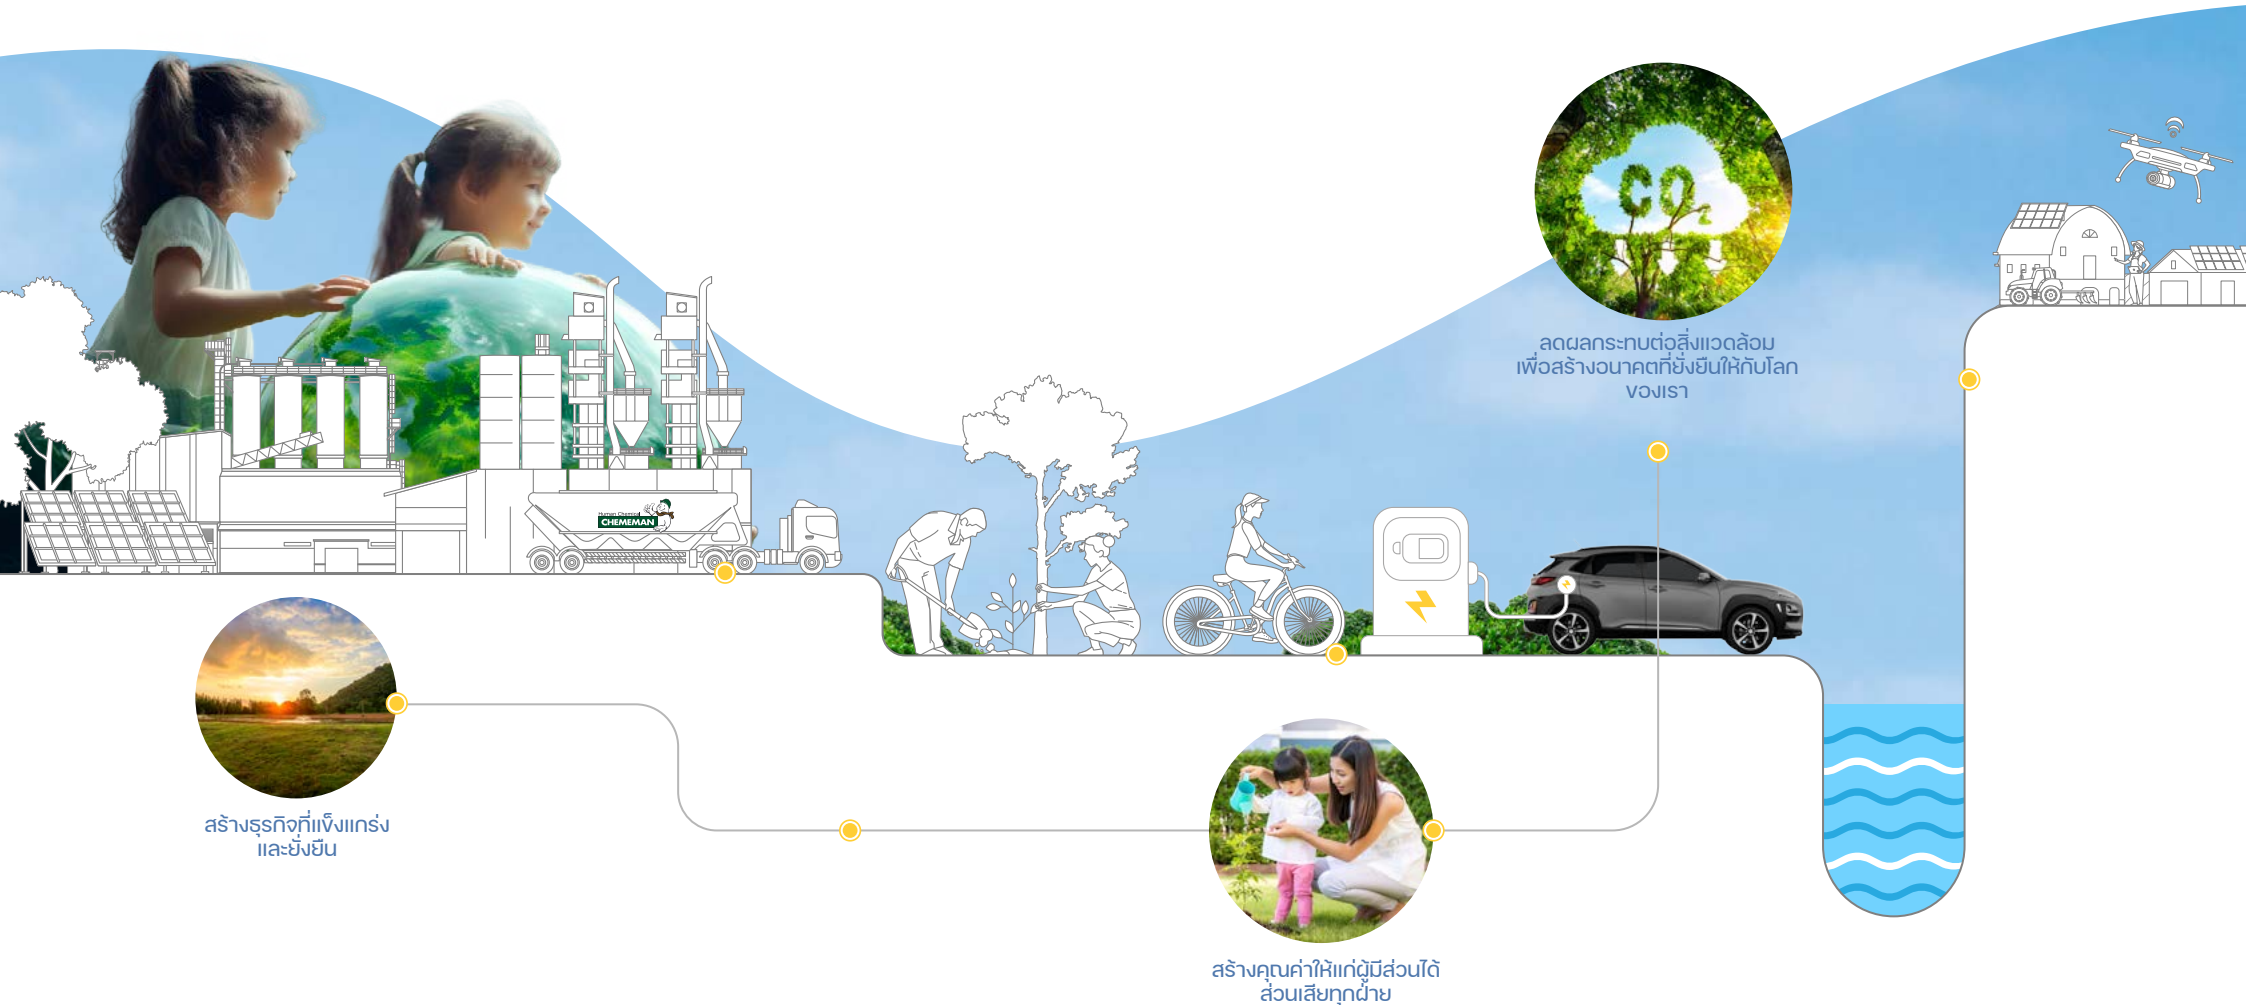 CO₂
ลดผลกระทบต่อสิ่งแวดล้อม
เพื่อสร้างอนาคตที่ยั่งยืนให้กับโลก
ของเรา
Human Chemical
CHEMEMAN
สร้างธุรกิจที่แข็งแกร่ง
และยั่งยืน
สร้างคุณค่าให้แก่ผู้มีส่วนได้
ส่วนเสียทุกฝ่าย